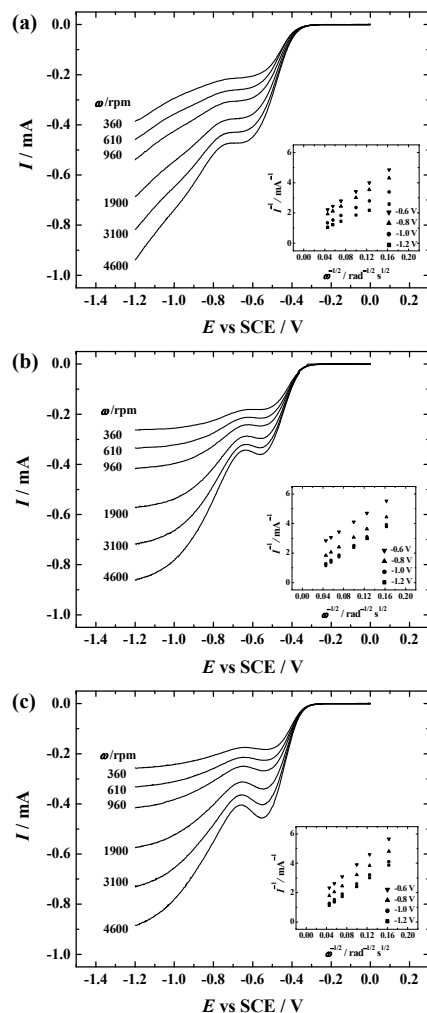 (a)
0.0
-0.2
-0.4
-0.6
-0.8
-1.0
I / mA
ω /rpm
360
610
960
1900
3100
4600
6
4
2
0
I⁻¹ / mA⁻¹
-0.6 V
-0.8 V
-1.0 V
-1.2 V
0.00 0.04 0.08 0.12 0.16 0.20
ω⁻¹/² / rad⁻¹/² s¹/²
-1.4 -1.2 -1.0 -0.8 -0.6 -0.4 -0.2 0.0 0.2
E vs SCE / V
(b)
0.0
-0.2
-0.4
-0.6
-0.8
-1.0
I / mA
ω /rpm
360
610
960
1900
3100
4600
6
4
2
0
I⁻¹ / mA⁻¹
-0.6 V
-0.8 V
-1.0 V
-1.2 V
0.00 0.04 0.08 0.12 0.16 0.20
ω⁻¹/² / rad⁻¹/² s¹/²
-1.4 -1.2 -1.0 -0.8 -0.6 -0.4 -0.2 0.0 0.2
E vs SCE / V
(c)
0.0
-0.2
-0.4
-0.6
-0.8
-1.0
I / mA
ω /rpm
360
610
960
1900
3100
4600
6
4
2
0
I⁻¹ / mA⁻¹
-0.6 V
-0.8 V
-1.0 V
-1.2 V
0.00 0.04 0.08 0.12 0.16 0.20
ω⁻¹/² / rad⁻¹/² s¹/²
-1.4 -1.2 -1.0 -0.8 -0.6 -0.4 -0.2 0.0 0.2
E vs SCE / V